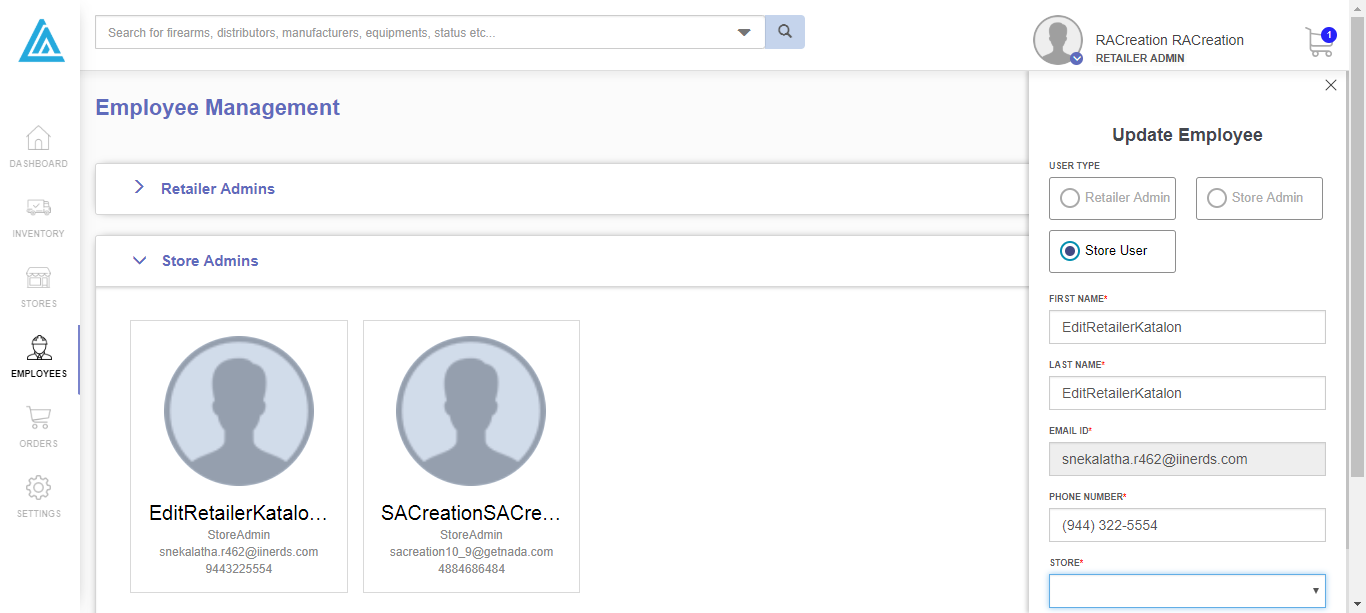 Search for firearms, distributors, manufacturers, equipments, status etc...
RACreation RACreation
RETAILER ADMIN
1
DASHBOARD
INVENTORY
STORES
EMPLOYEES
ORDERS
SETTINGS
Employee Management
Retailer Admins
Store Admins
EditRetailerKatalo...
StoreAdmin
snekalatha.r462@iinerds.com
9443225554
SACreationSACre...
StoreAdmin
sacreation10_9@getnada.com
4884686484
Update Employee
USER TYPE
Retailer Admin
Store Admin
Store User
FIRST NAME*
EditRetailerKatalon
LAST NAME*
EditRetailerKatalon
EMAIL ID*
snekalatha.r462@iinerds.com
PHONE NUMBER*
(944) 322-5554
STORE*